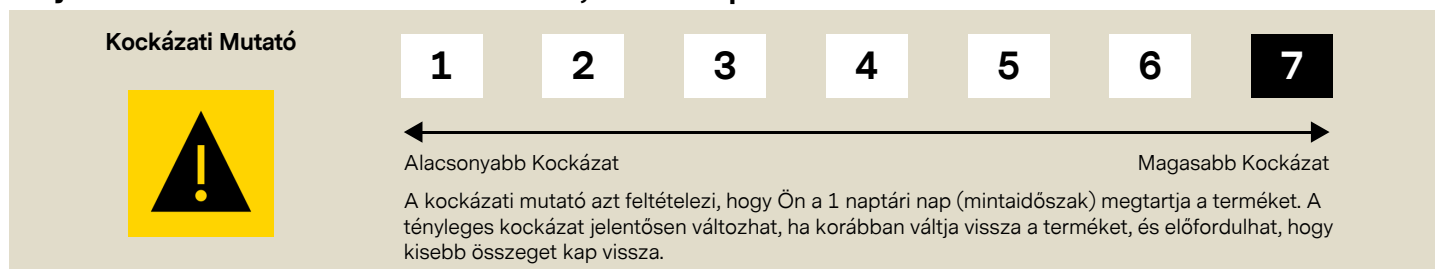 Kockázati Mutató
1 2 3 4 5 6 7
Alacsonyabb Kockázat Magasabb Kockázat
A kockázati mutató azt feltételezi, hogy Ön a 1 naptári nap (mintaidőszak) megtartja a terméket. A
tényleges kockázat jelentősen változhat, ha korábban váltja vissza a terméket, és előfordulhat, hogy
kisebb összeget kap vissza.